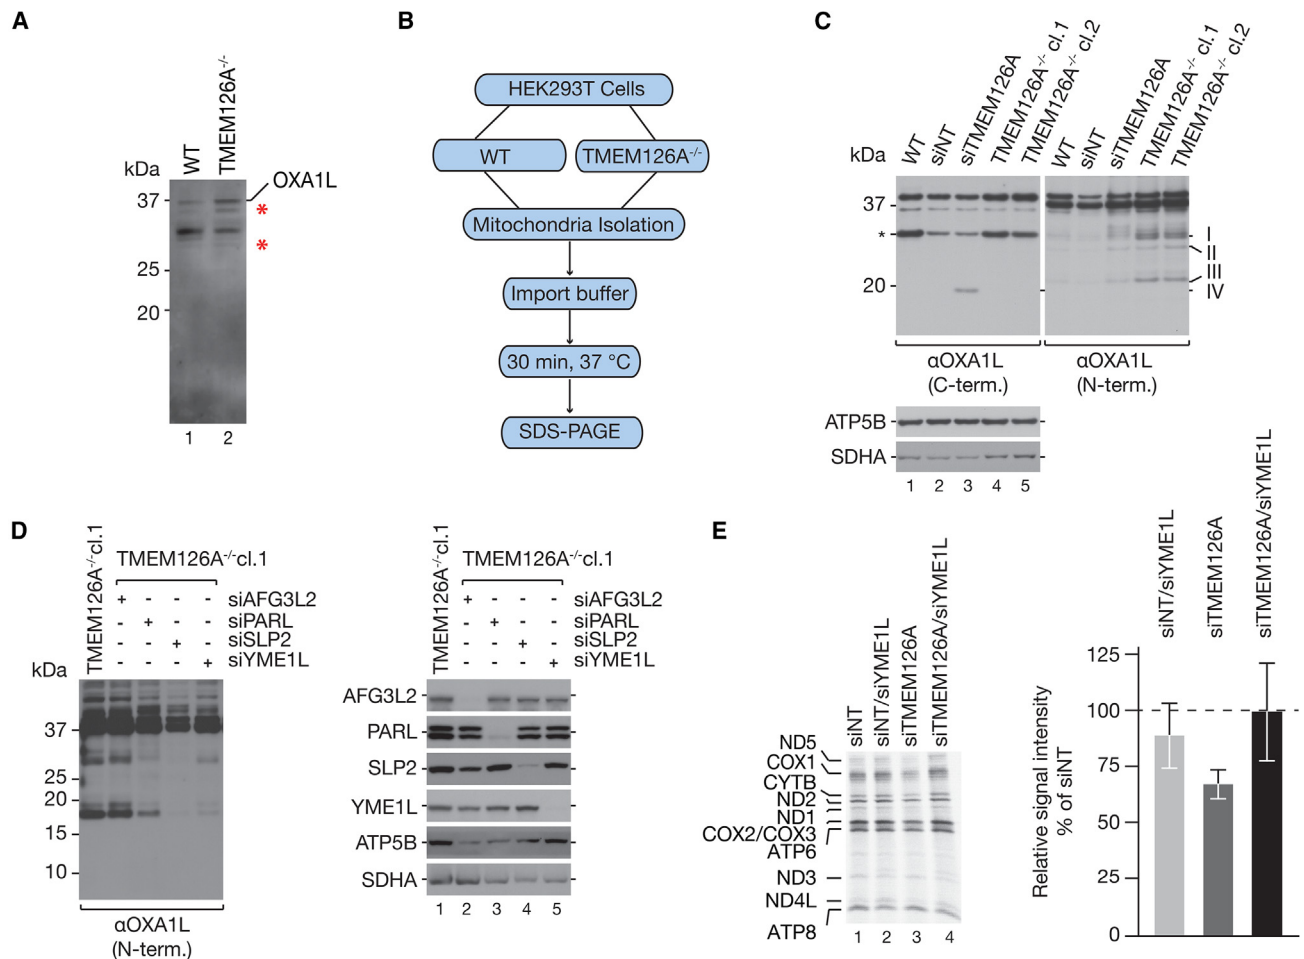 A
WT
TMEM126A-/-
kDa
OXA1L
37
*
*
25
20
1 2
B
HEK293T Cells
WT
TMEM126A-/-
Mitochondria Isolation
Import buffer
30 min, 37 °C
SDS-PAGE
C
WT
siNT
siTMEM126A
TMEM126A-/- cl.1
TMEM126A-/- cl.2
WT
siNT
siTMEM126A
TMEM126A-/- cl.1
TMEM126A-/- cl.2
kDa
37
*
20
I
II
III
IV
αOXA1L
(C-term.)
αOXA1L
(N-term.)
ATP5B
SDHA
1 2 3 4 5
D
TMEM126A-/-cl.1
TMEM126A-/-cl.1
+ - - - siAFG3L2
- + - - siPARL
- - + - siSLP2
- - - + siYME1L
kDa
37
25
20
15
10
αOXA1L
(N-term.)
TMEM126A-/-cl.1
TMEM126A-/-cl.1
+ - - - siAFG3L2
- + - - siPARL
- - + - siSLP2
- - - + siYME1L
AFG3L2
PARL
SLP2
YME1L
ATP5B
SDHA
1 2 3 4 5
E
siNT
siNT/siYME1L
siTMEM126A
siTMEM126A/siYME1L
ND5
COX1
CYTB
ND2
ND1
COX2/COX3
ATP6
ND3
ND4L
ATP8
1 2 3 4
siNT/siYME1L
siTMEM126A
siTMEM126A/siYME1L
Relative signal intensity
% of siNT
125
100
75
50
25
0